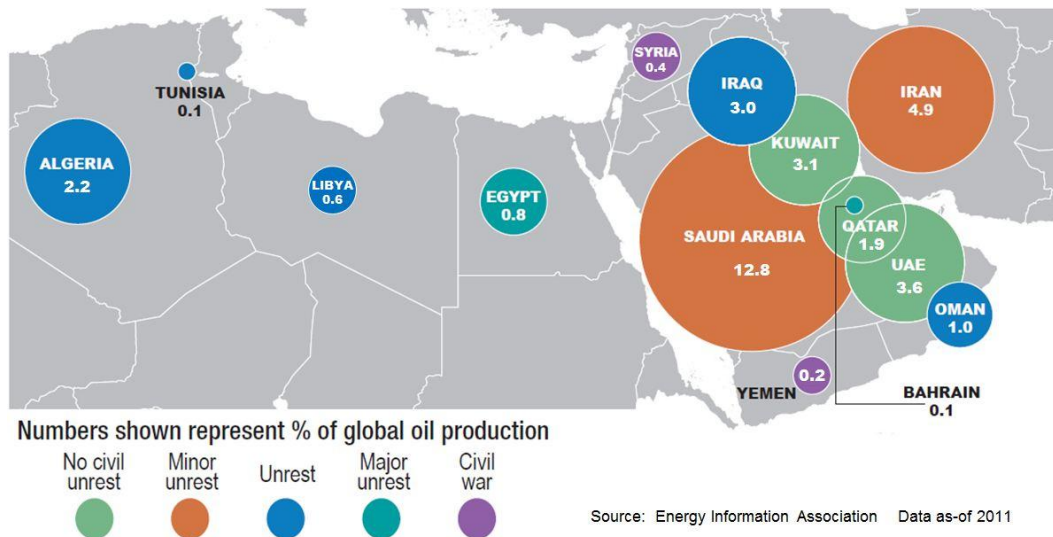 SYRIA
0.4
TUNISIA
0.1
IRAQ
3.0
IRAN
4.9
KUWAIT
3.1
ALGERIA
2.2
LIBYA
0.6
EGYPT
0.8
SAUDI ARABIA
12.8
QATAR
1.9
UAE
3.6
OMAN
1.0
YEMEN
0.2
BAHRAIN
0.1
Numbers shown represent % of global oil production
No civil
unrest
Minor
unrest
Unrest
Major
unrest
Civil
war
Source: Energy Information Association Data as-of 2011